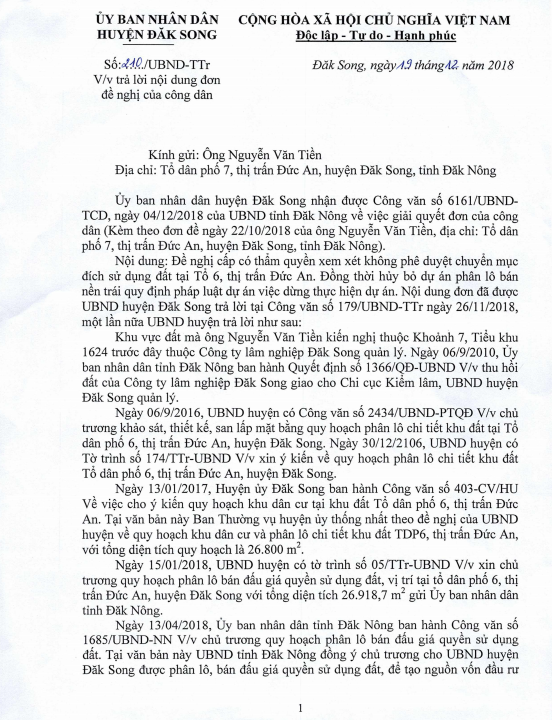 ỦY BAN NHÂN DÂN
HUYỆN ĐĂK SONG
CỘNG HÒA XÃ HỘI CHỦ NGHĨA VIỆT NAM
Độc lập - Tự do - Hạnh phúc
Số:210./UBND-TTr
V/v trả lời nội dung đơn
đề nghị của công dân
Đăk Song, ngày 19 tháng 12 năm 2018
Kính gửi: Ông Nguyễn Văn Tiền
Địa chỉ: Tổ dân phố 7, thị trấn Đức An, huyện Đăk Song, tỉnh Đăk Nông
Ủy ban nhân dân huyện Đăk Song nhận được Công văn số 6161/UBND-
TCD, ngày 04/12/2018 của UBND tỉnh Đăk Nông về việc giải quyết đơn của công
dân (Kèm theo đơn đề ngày 22/10/2018 của ông Nguyễn Văn Tiền, địa chỉ: Tổ dân
phố 7, thị trấn Đức An, huyện Đăk Song, tỉnh Đăk Nông).
Nội dung: Đề nghị cấp có thẩm quyền xem xét không phê duyệt chuyển mục
đích sử dụng đất tại Tổ 6, thị trấn Đức An. Đồng thời hủy bỏ dự án phân lô bán
nền trái quy định pháp luật dự án việc dừng thực hiện dự án. Nội dung đơn đã được
UBND huyện Đăk Song trả lời tại Công văn số 179/UBND-TTr ngày 26/11/2018,
một lần nữa UBND huyện trả lời như sau:
Khu vực đất mà ông Nguyễn Văn Tiền kiến nghị thuộc Khoảnh 7, Tiểu khu
1624 trước đây thuộc Công ty lâm nghiệp Đăk Song quản lý. Ngày 06/9/2010, Ủy
ban nhân dân tỉnh Đăk Nông ban hành Quyết định số 1366/QĐ-UBND V/v thu hồi
đất của Công ty lâm nghiệp Đăk Song giao cho Chi cục Kiểm lâm, UBND huyện
Đăk Song quản lý.
Ngày 06/9/2016, UBND huyện có Công văn số 2434/UBND-PTQĐ V/v chủ
trương khảo sát, thiết kế, san lấp mặt bằng quy hoạch phân lô chi tiết khu đất tại Tổ
dân phố 6, thị trấn Đức An, huyện Đăk Song. Ngày 30/12/2106, UBND huyện có
Tờ trình số 174/TTr-UBND V/v xin ý kiến về quy hoạch phân lô chi tiết khu đất
Tổ dân phố 6, thị trấn Đức An, huyện Đăk Song.
Ngày 13/01/2017, Huyện ủy Đăk Song ban hành Công văn số 403-CV/HU
Về việc cho ý kiến quy hoạch khu dân cư tại khu đất Tổ dân phố 6, thị trấn Đức
An. Tại văn bản này Ban Thường vụ huyện ủy thống nhất theo đề nghị của UBND
huyện về quy hoạch khu dân cư và phân lô chi tiết khu đất TDP6, thị trấn Đức An,
với tổng diện tích quy hoạch là 26.800 m².
Ngày 15/01/2018, UBND huyện có tờ trình số 05/TTr-UBND V/v xin chủ
trương quy hoạch phân lô bán đấu giá quyền sử dụng đất, vị trí tại tổ dân phố 6, thị
trấn Đức An, huyện Đăk Song với tổng diện tích 26.918,7 m² gửi Ủy ban nhân dân
tỉnh Đăk Nông.
Ngày 13/04/2018, Ủy ban nhân dân tỉnh Đăk Nông ban hành Công văn số
1685/UBND-NN V/v chủ trương quy hoạch phân lô bán đấu giá quyền sử dụng
đất. Tại văn bản này UBND tỉnh Đăk Nông đồng ý chủ trương cho UBND huyện
Đăk Song được phân lô, bán đấu giá quyền sử dụng đất, để tạo nguồn vốn đầu rư
1